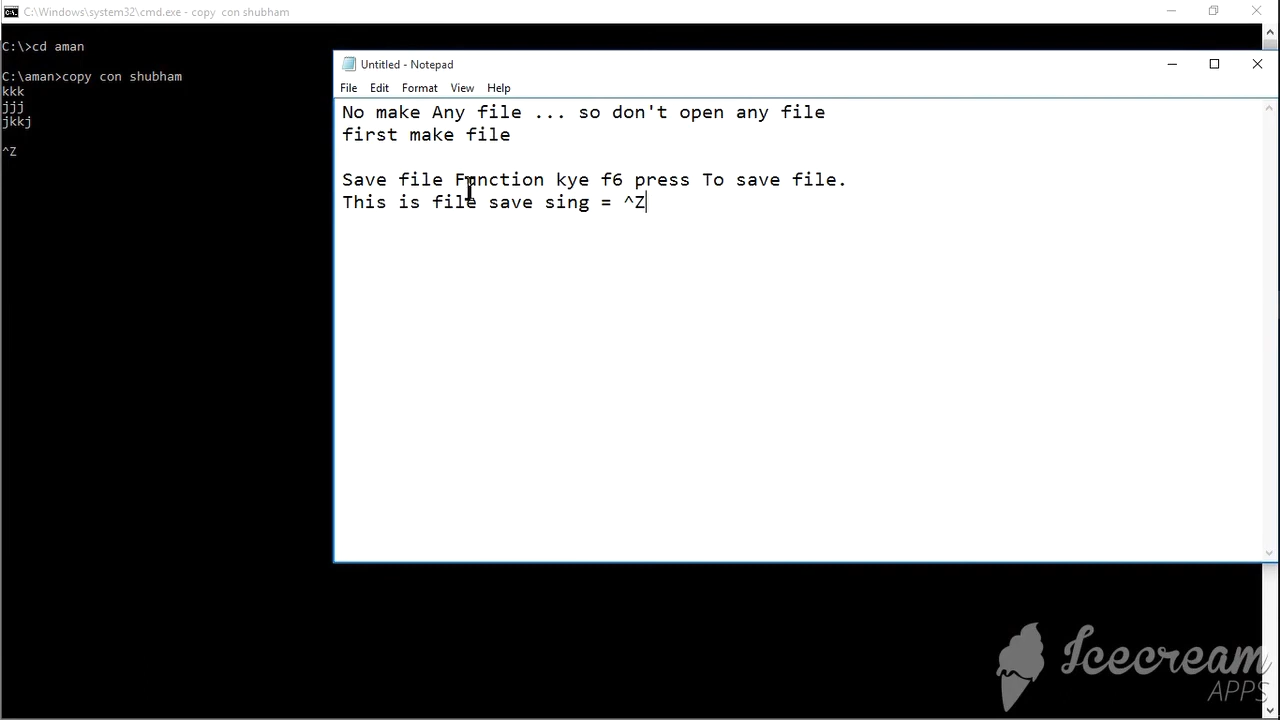 C:\Windows\system32\cmd.exe - copy  con shubham
C:\>cd aman
C:\aman>copy con shubham
kkk
jjj
jkkj
^Z
Untitled - Notepad
File Edit Format View Help
No make Any file ... so don't open any file
first make file
Save file Function kye f6 press To save file.
This is file save sing = ^Z
Icecream
APPS